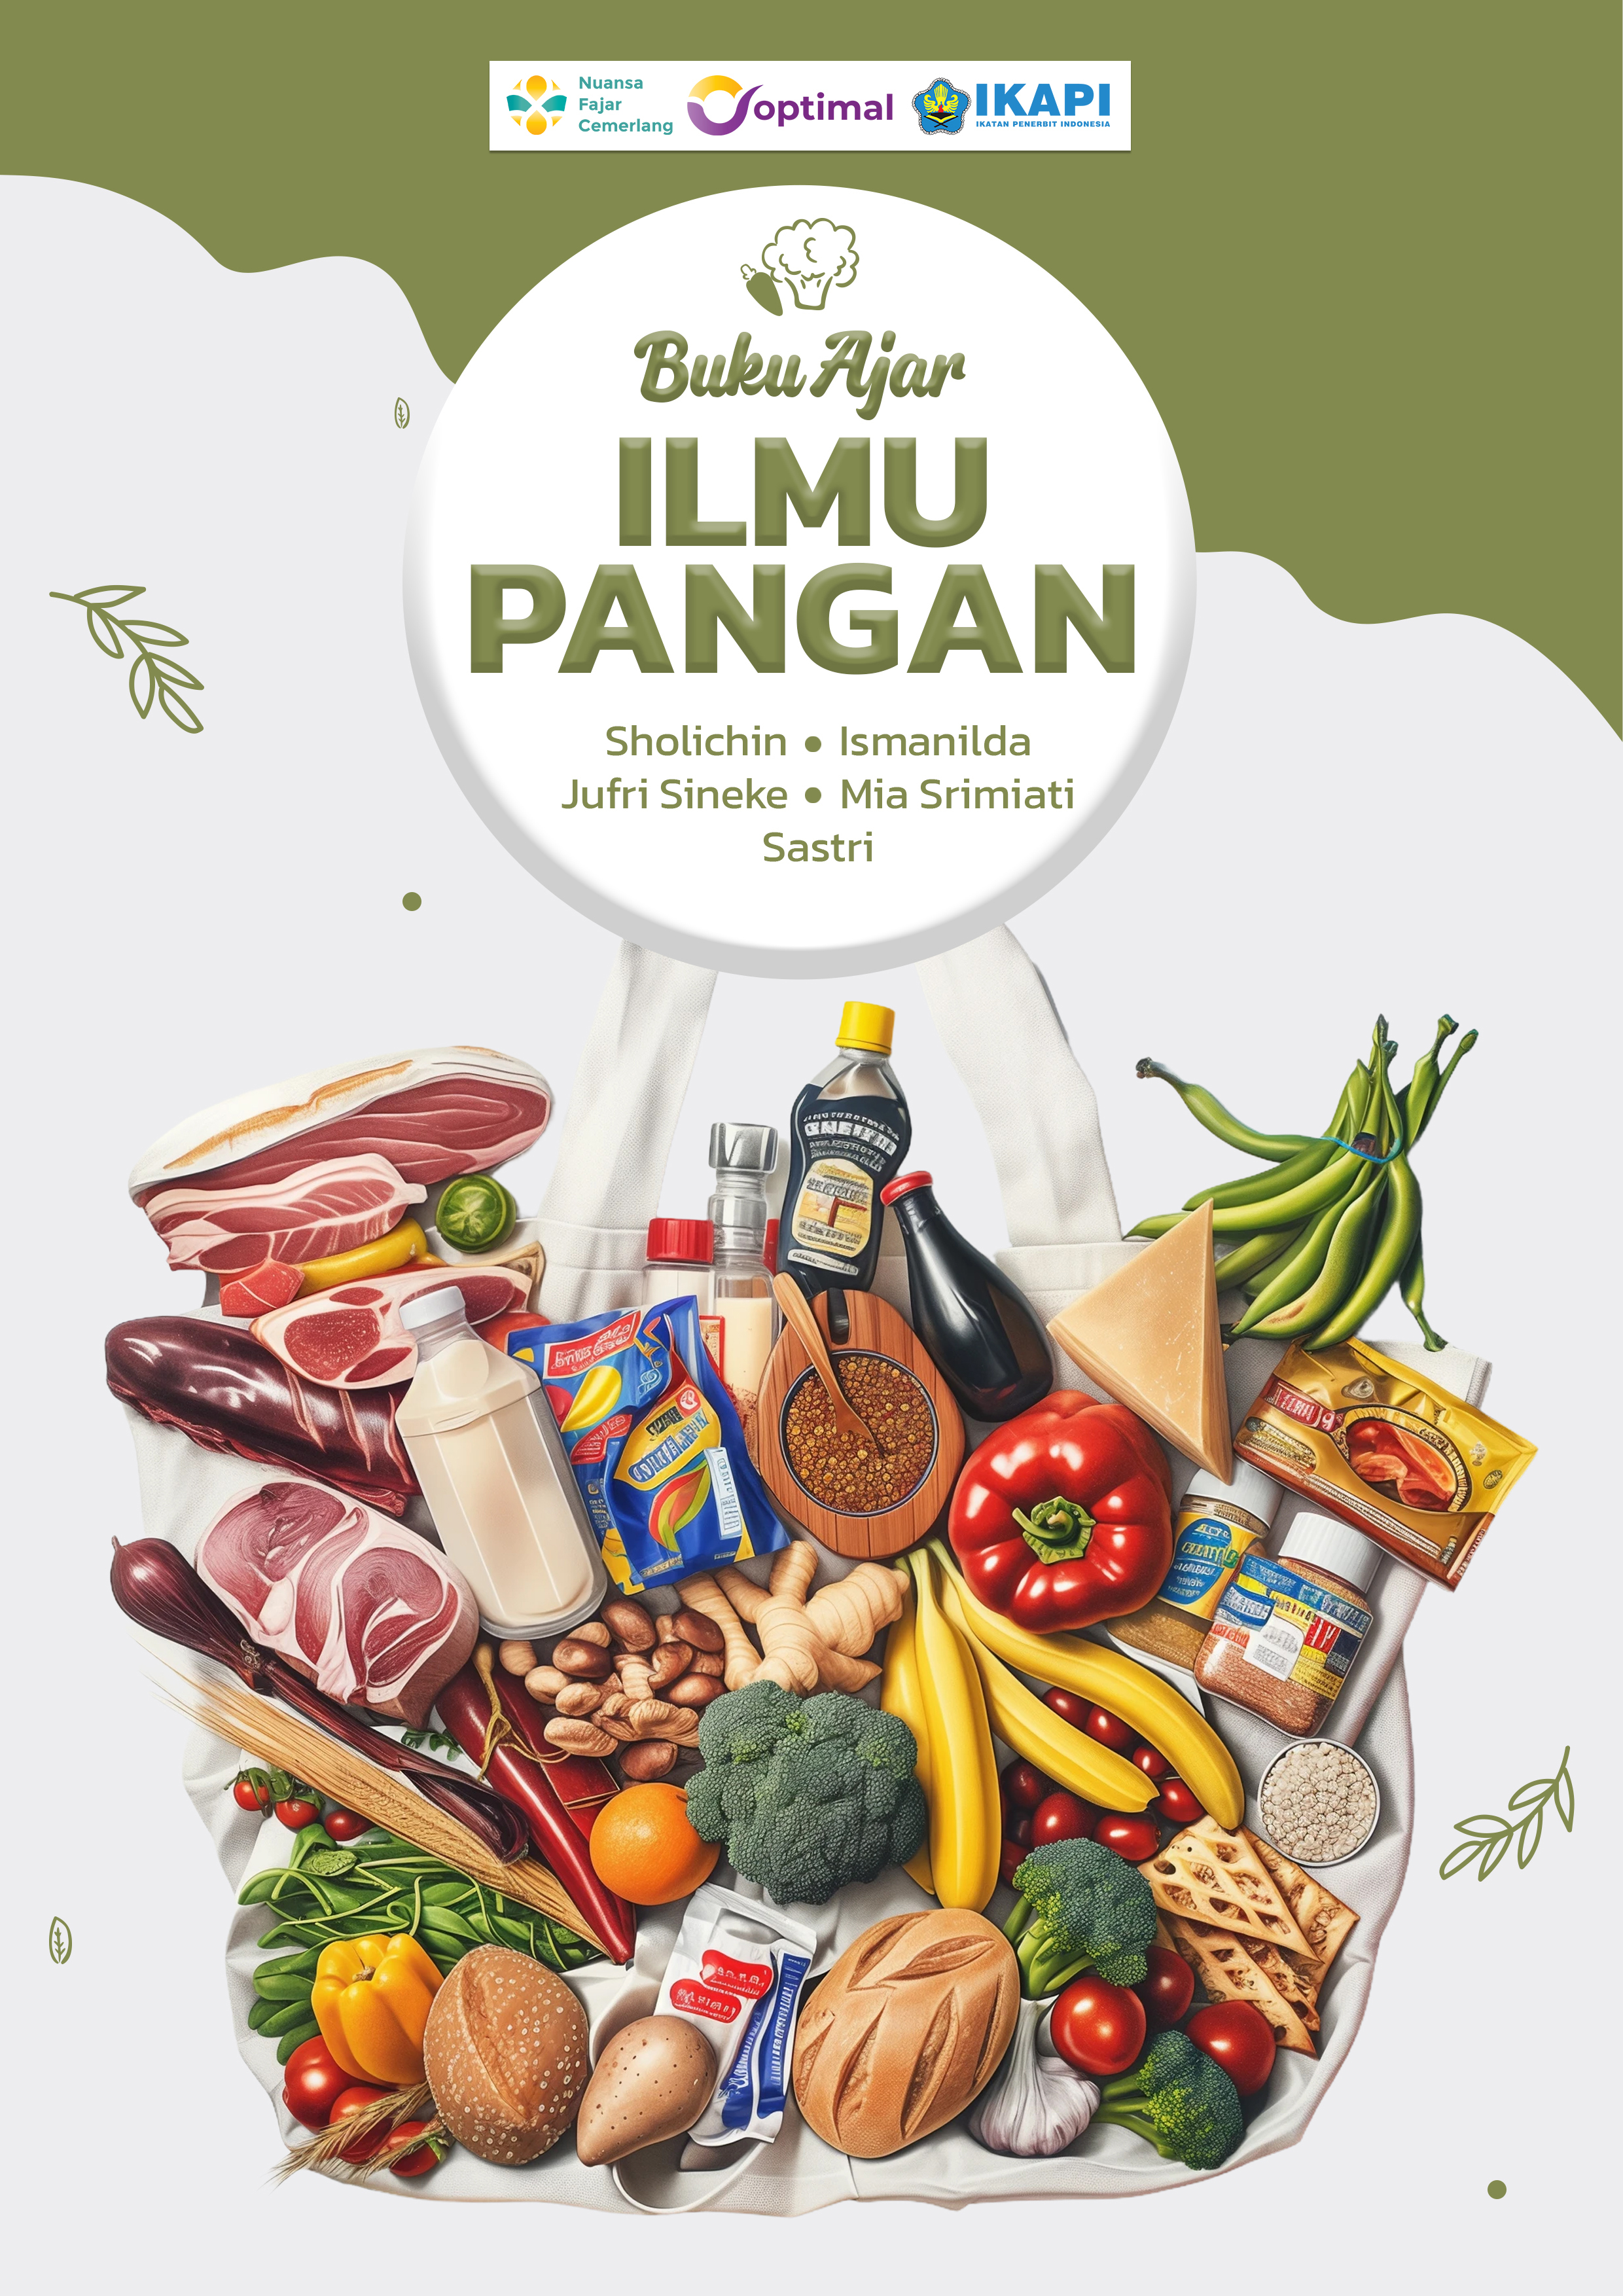 Nuansa
Fajar
Cemerlang
optimal
IKAPI
IKATAN PENERBIT INDONESIA
Buku Ajar
ILMU
PANGAN
Sholichin • Ismanilda
Jufri Sineke • Mia Srimiati
Sastri